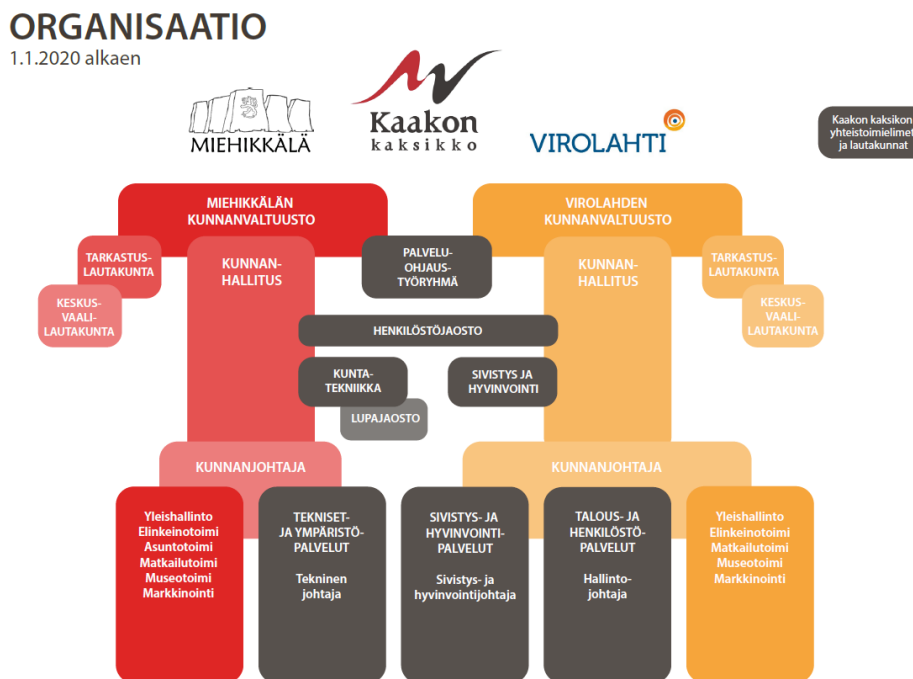 ORGANISAATIO
1.1.2020 alkaen
MIEHIKKÄLÄ
Kaakon
kaksikko
VIROLAHTI
Kaakon kaksikon
yhteistoimielimet
ja lautakunnat
MIEHIKKÄLÄN
KUNNANVALTUUSTO
VIROLAHDEN
KUNNANVALTUUSTO
TARKASTUS-
LAUTAKUNTA
KUNNAN-
HALLITUS
PALVELU-
OHJAUS-
TYÖRYHMÄ
KUNNAN-
HALLITUS
TARKASTUS-
LAUTAKUNTA
KESKUS-
VAALI-
LAUTAKUNTA
KESKUS-
VAALI-
LAUTAKUNTA
HENKILÖSTÖJAOSTO
KUNTA-
TEKNIIKKA
SIVISTYS JA
HYVINVOINTI
LUPAJAOSTO
KUNNANJOHTAJA
KUNNANJOHTAJA
Yleishallinto
Elinkeinotoimi
Asuntotoimi
Matkailutoimi
Museotoimi
Markkinointi
TEKNISET-
JA YMPÄRISTÖ-
PALVELUT
Tekninen
johtaja
SIVISTYS- JA
HYVINVOINTI-
PALVELUT
Sivistys- ja
hyvinvointijohtaja
TALOUS- JA
HENKILÖSTÖ-
PALVELUT
Hallinto-
johtaja
Yleishallinto
Elinkeinotoimi
Matkailutoimi
Museotoimi
Markkinointi